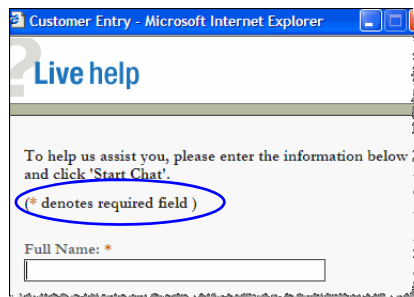 Customer Entry - Microsoft Internet Explorer
? Live help
To help us assist you, please enter the information below
and click 'Start Chat'.
(* denotes required field )
Full Name: *